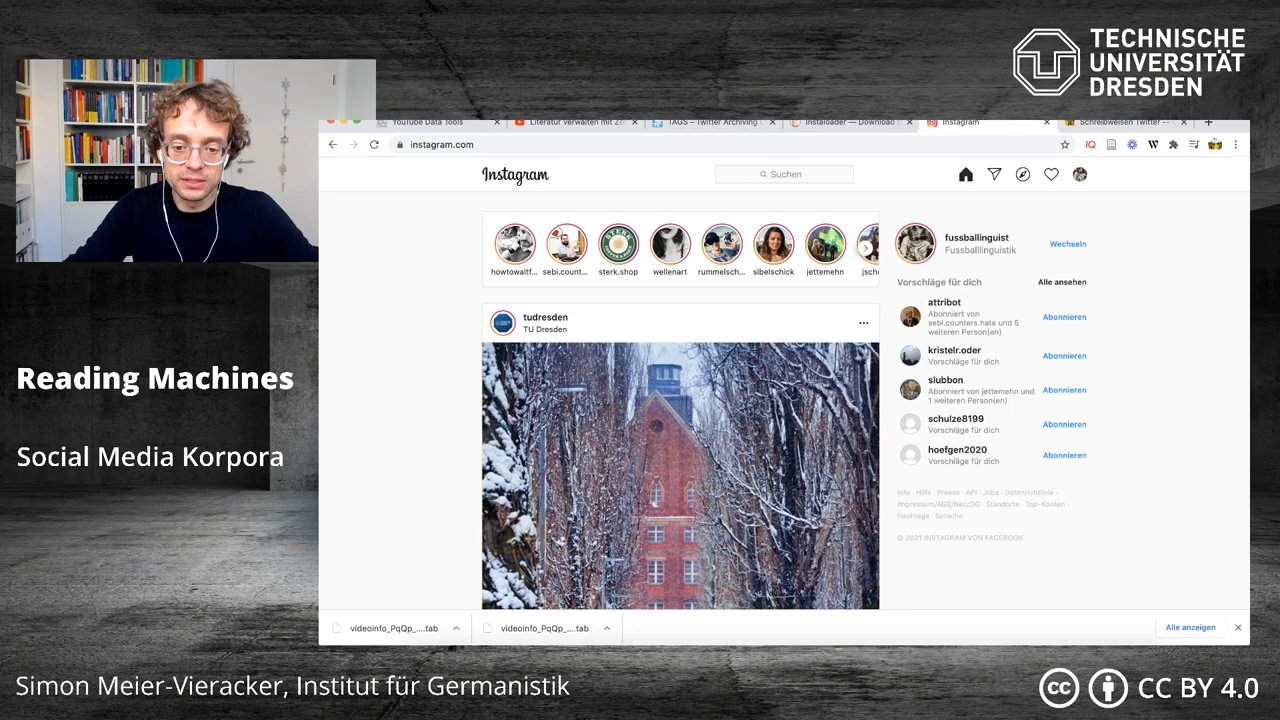 TECHNISCHE
UNIVERSITÄT
DRESDEN
YouTube Data Tools
Literatur verwalten mit Zo
TAGS – Twitter Archiving
Instaloader — Download I
Instagram
Schreibweisen Twitter –
instagram.com
Instagram
Suchen
howtowaitf...
sebi.count...
sterk.shop
wellenart
rummelsch...
sibelschick
jettemehn
jscho
fussballinguist
Fussballlinguistik
Wechseln
Vorschläge für dich
Alle ansehen
tudresden
TU Dresden
attribot
Abonniert von
sebi.counters.hate und 5
weiteren Person(en)
Abonnieren
kristelr.oder
Vorschläge für dich
Abonnieren
slubbon
Abonniert von jettemehn und
1 weiteren Person(en)
Abonnieren
schulze8199
Vorschläge für dich
Abonnieren
hoefgen2020
Vorschläge für dich
Abonnieren
Info · Hilfe · Presse · API · Jobs · Datenrichtlinie ·
Impressum/AGB/NetzDG · Standorte · Top-Konten ·
Hashtags · Sprache
© 2021 INSTAGRAM VON FACEBOOK
videoinfo_PqQp_....tab
videoinfo_PqQp_....tab
Alle anzeigen
Reading Machines
Social Media Korpora
Simon Meier-Vieracker, Institut für Germanistik
cc
CC BY 4.0